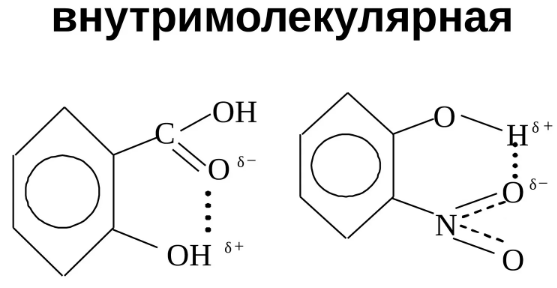 внутримолекулярная
OH
C
O δ–
OH δ+
O
H δ+
O δ–
N
O